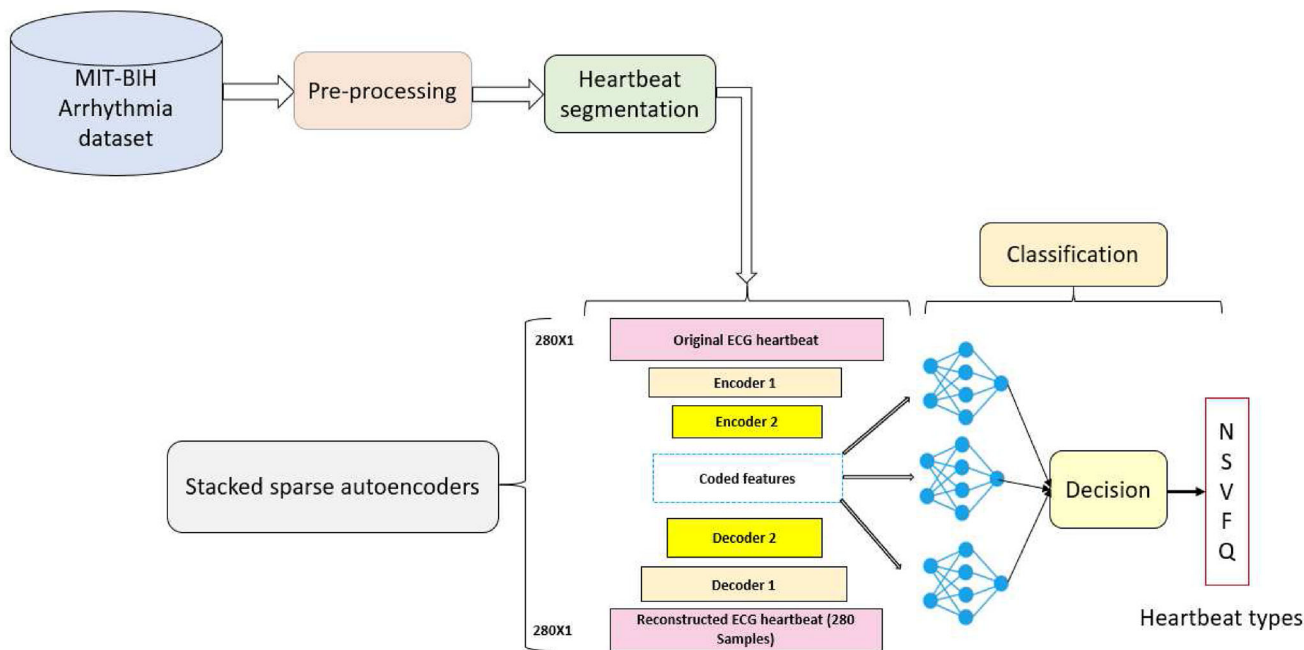 MIT-BIH
Arrhythmia
dataset
Pre-processing
Heartbeat
segmentation
Classification
280X1
Original ECG heartbeat
Encoder 1
Encoder 2
Stacked sparse autoencoders
Coded features
Decision
N
S
V
F
Q
Decoder 2
Decoder 1
280X1
Reconstructed ECG heartbeat (280
Samples)
Heartbeat types